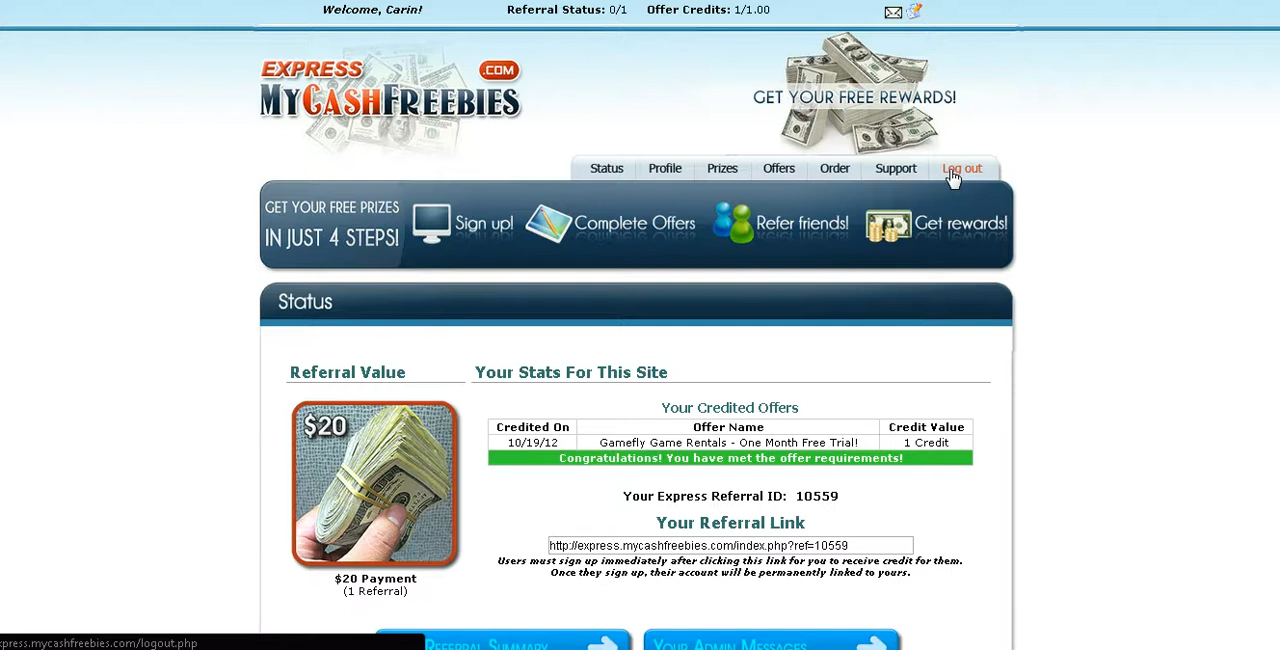 Welcome, Carin! Referral Status: 0/1 Offer Credits: 1/1.00
EXPRESS .COM
MYCASHFREEBIES
GET YOUR FREE REWARDS!
Status Profile Prizes Offers Order Support Log out
GET YOUR FREE PRIZES
IN JUST 4 STEPS!
Sign up! Complete Offers Refer friends! Get rewards!
Status
Referral Value
Your Stats For This Site
$20
$20 Payment
(1 Referral)
Your Credited Offers
Credited On Offer Name Credit Value
10/19/12 Gamefly Game Rentals - One Month Free Trial! 1 Credit
Congratulations! You have met the offer requirements!
Your Express Referral ID: 10559
Your Referral Link
http://express.mycashfreebies.com/index.php?ref=10559
Users must sign up immediately after clicking this link for you to receive credit for them.
Once they sign up, their account will be permanently linked to yours.
Referral Summary Your Admin Messages
xpress.mycashfreebies.com/logout.php